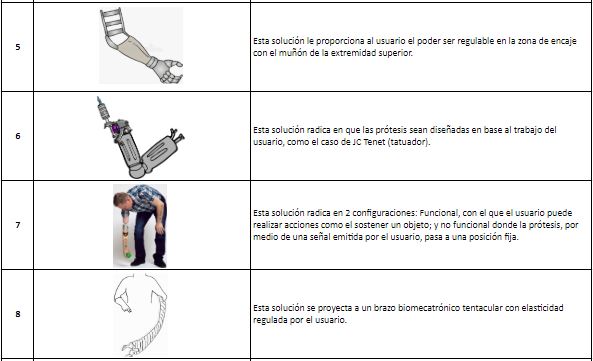 5
Esta solución le proporciona al usuario el poder ser regulable en la zona de encaje
con el muñón de la extremidad superior.
6
Esta solución radica en que las prótesis sean diseñadas en base al trabajo del
usuario, como el caso de JC Tenet (tatuador).
7
Esta solución radica en 2 configuraciones: Funcional, con el que el usuario puede
realizar acciones como el sostener un objeto; y no funcional donde la prótesis, por
medio de una señal emitida por el usuario, pasa a una posición fija.
8
Esta solución se proyecta a un brazo biomecatrónico tentacular con elasticidad
regulada por el usuario.